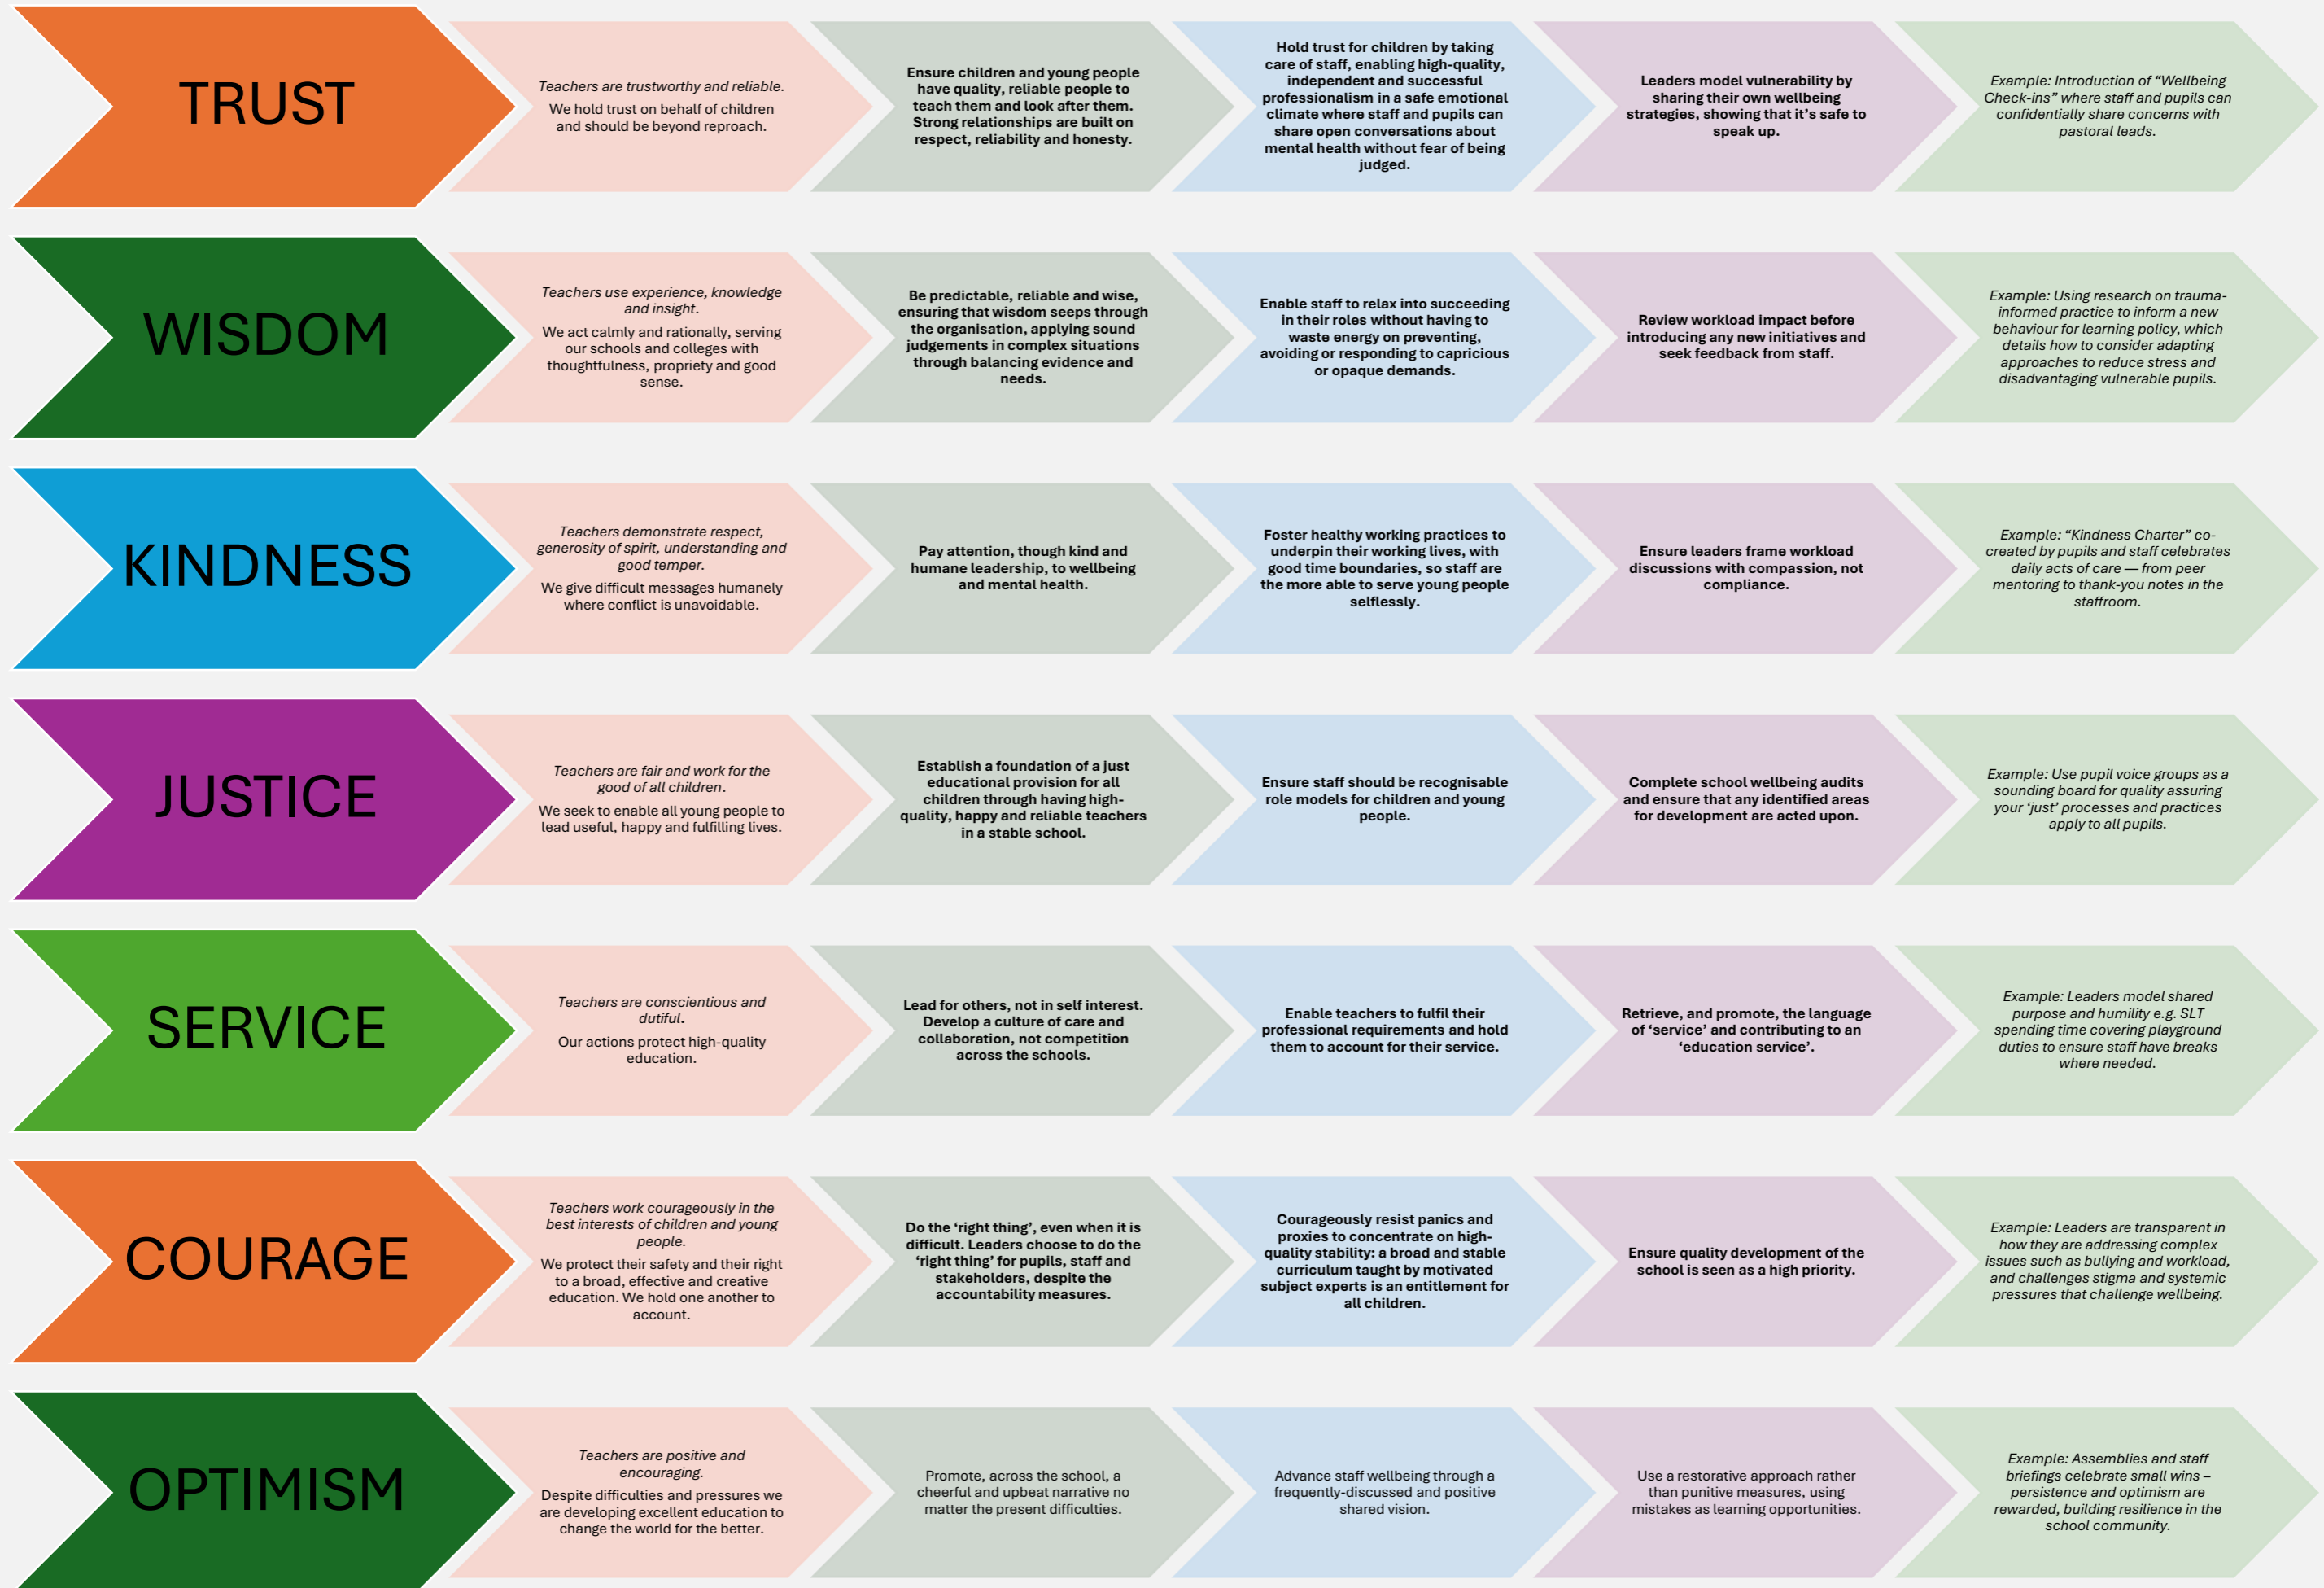 TRUST
Teachers are trustworthy and reliable.
We hold trust on behalf of children
and should be beyond reproach.
Ensure children and young people
have quality, reliable people to
teach them and look after them.
Strong relationships are built on
respect, reliability and honesty.
Hold trust for children by taking
care of staff, enabling high-quality,
independent and successful
professionalism in a safe emotional
climate where staff and pupils can
share open conversations about
mental health without fear of being
judged.
Leaders model vulnerability by
sharing their own wellbeing
strategies, showing that it’s safe to
speak up.
Example: Introduction of “Wellbeing
Check-ins” where staff and pupils can
confidentially share concerns with
pastoral leads.
WISDOM
Teachers use experience, knowledge
and insight.
We act calmly and rationally, serving
our schools and colleges with
thoughtfulness, propriety and good
sense.
Be predictable, reliable and wise,
ensuring that wisdom seeps through
the organisation, applying sound
judgements in complex situations
through balancing evidence and
needs.
Enable staff to relax into succeeding
in their roles without having to
waste energy on preventing,
avoiding or responding to capricious
or opaque demands.
Review workload impact before
introducing any new initiatives and
seek feedback from staff.
Example: Using research on trauma-
informed practice to inform a new
behaviour for learning policy, which
details how to consider adapting
approaches to reduce stress and
disadvantaging vulnerable pupils.
KINDNESS
Teachers demonstrate respect,
generosity of spirit, understanding and
good temper.
We give difficult messages humanely
where conflict is unavoidable.
Pay attention, though kind and
humane leadership, to wellbeing
and mental health.
Foster healthy working practices to
underpin their working lives, with
good time boundaries, so staff are
the more able to serve young people
selflessly.
Ensure leaders frame workload
discussions with compassion, not
compliance.
Example: “Kindness Charter” co-
created by pupils and staff celebrates
daily acts of care — from peer
mentoring to thank-you notes in the
staffroom.
JUSTICE
Teachers are fair and work for the
good of all children.
We seek to enable all young people to
lead useful, happy and fulfilling lives.
Establish a foundation of a just
educational provision for all
children through having high-
quality, happy and reliable teachers
in a stable school.
Ensure staff should be recognisable
role models for children and young
people.
Complete school wellbeing audits
and ensure that any identified areas
for development are acted upon.
Example: Use pupil voice groups as a
sounding board for quality assuring
your ‘just’ processes and practices
apply to all pupils.
SERVICE
Teachers are conscientious and
dutiful.
Our actions protect high-quality
education.
Lead for others, not in self interest.
Develop a culture of care and
collaboration, not competition
across the schools.
Enable teachers to fulfil their
professional requirements and hold
them to account for their service.
Retrieve, and promote, the language
of ‘service’ and contributing to an
‘education service’.
Example: Leaders model shared
purpose and humility e.g. SLT
spending time covering playground
duties to ensure staff have breaks
where needed.
COURAGE
Teachers work courageously in the
best interests of children and young
people.
We protect their safety and their right
to a broad, effective and creative
education. We hold one another to
account.
Do the ‘right thing’, even when it is
difficult. Leaders choose to do the
‘right thing’ for pupils, staff and
stakeholders, despite the
accountability measures.
Courageously resist panics and
proxies to concentrate on high-
quality stability: a broad and stable
curriculum taught by motivated
subject experts is an entitlement for
all children.
Ensure quality development of the
school is seen as a high priority.
Example: Leaders are transparent in
how they are addressing complex
issues such as bullying and workload,
and challenges stigma and systemic
pressures that challenge wellbeing.
OPTIMISM
Teachers are positive and
encouraging.
Despite difficulties and pressures we
are developing excellent education to
change the world for the better.
Promote, across the school, a
cheerful and upbeat narrative no
matter the present difficulties.
Advance staff wellbeing through a
frequently-discussed and positive
shared vision.
Use a restorative approach rather
than punitive measures, using
mistakes as learning opportunities.
Example: Assemblies and staff
briefings celebrate small wins –
persistence and optimism are
rewarded, building resilience in the
school community.